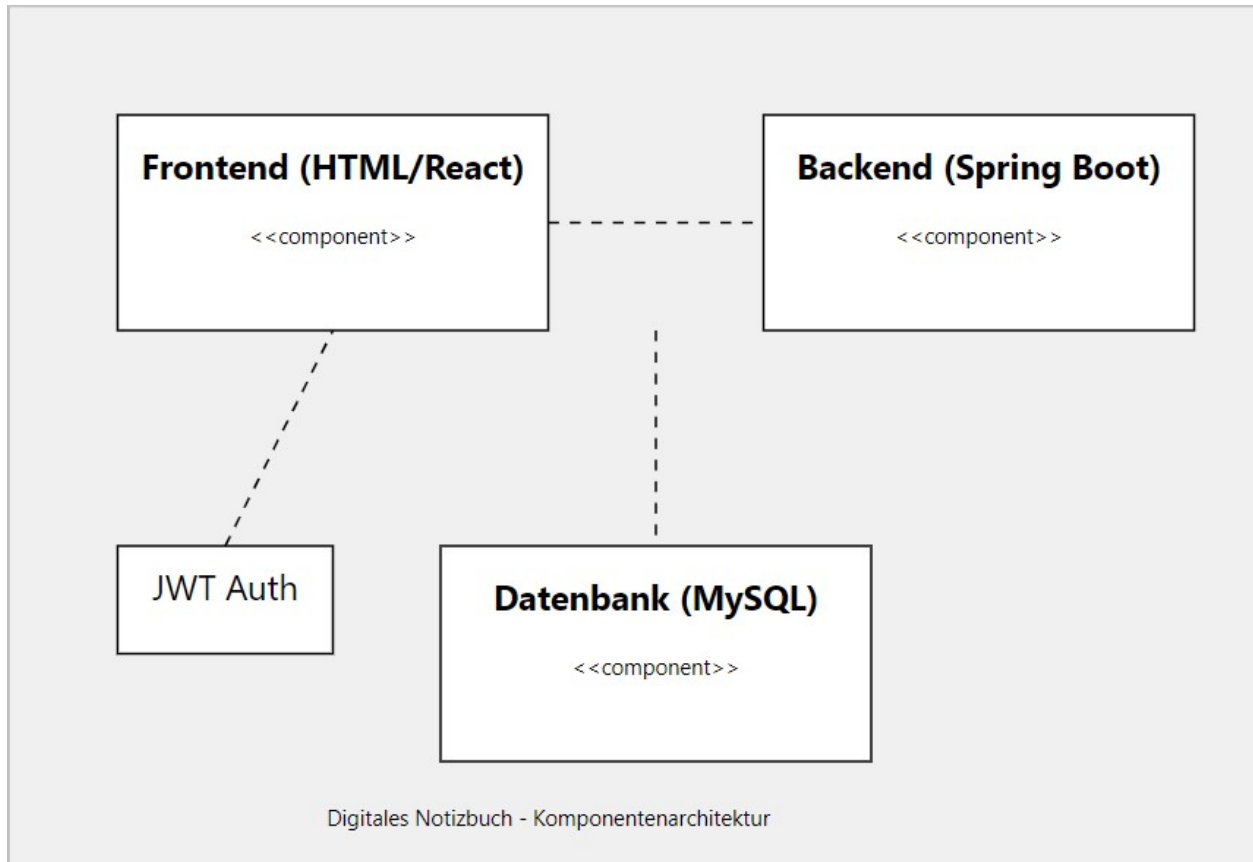 Frontend (HTML/React)
<<component>>
Backend (Spring Boot)
<<component>>
JWT Auth
Datenbank (MySQL)
<<component>>
Digitales Notizbuch - Komponentenarchitektur